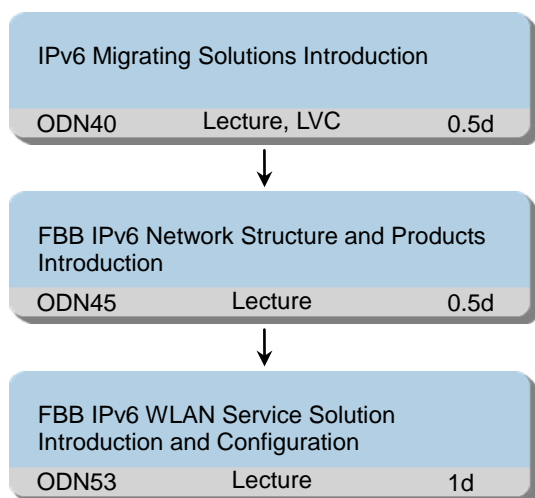 IPv6 Migrating Solutions Introduction
ODN40 Lecture, LVC 0.5d
FBB IPv6 Network Structure and Products
Introduction
ODN45 Lecture 0.5d
FBB IPv6 WLAN Service Solution
Introduction and Configuration
ODN53 Lecture 1d